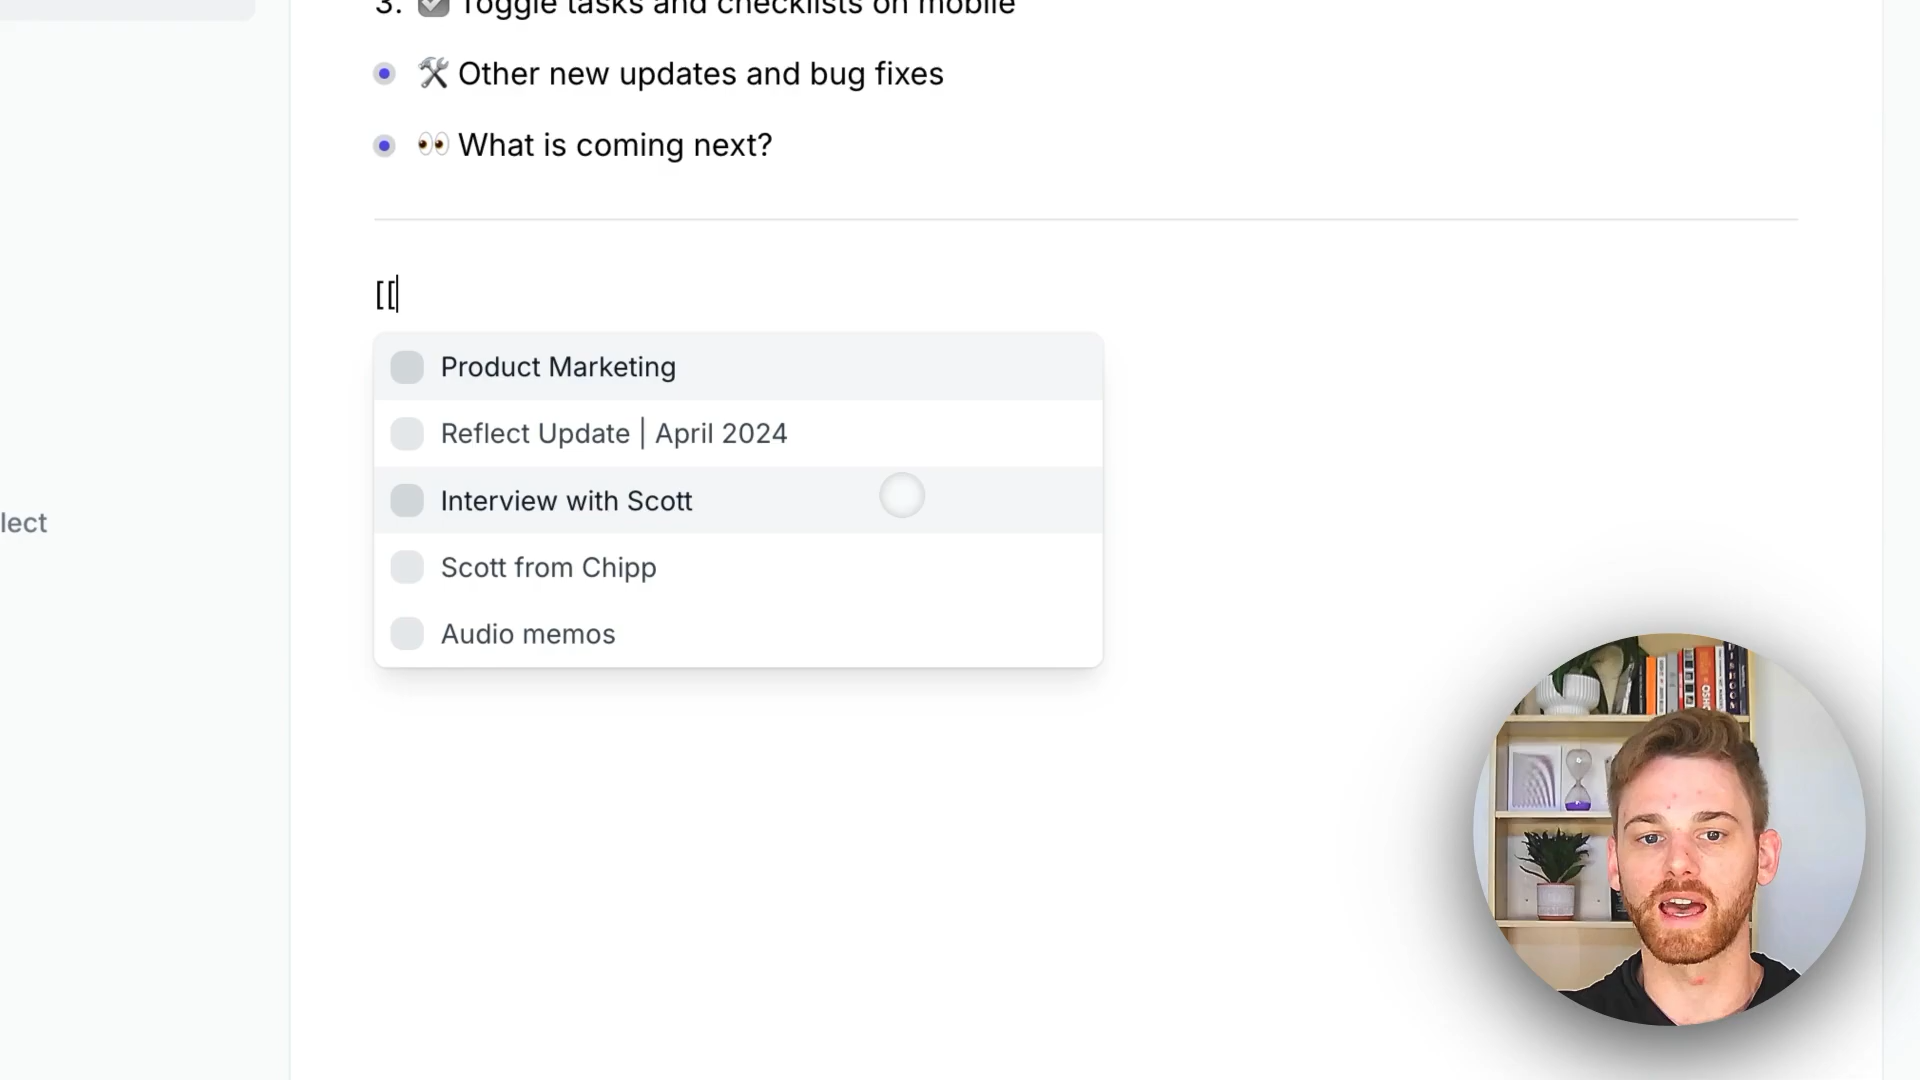 3. Toggle tasks and checklists on mobile
Other new updates and bug fixes
What is coming next?
[[
Product Marketing
Reflect Update | April 2024
Interview with Scott
lect
Scott from Chipp
Audio memos